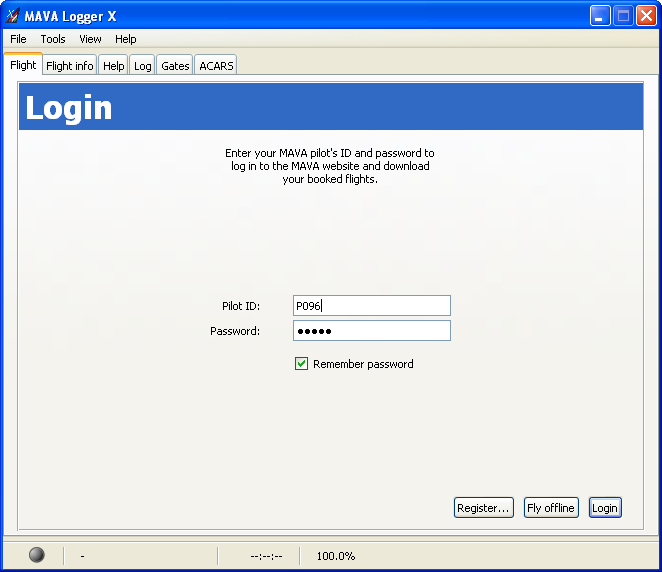 MAVA Logger X
File Tools View Help
Flight Flight info Help Log Gates ACARS
Login
Enter your MAVA pilot's ID and password to
log in to the MAVA website and download
your booked flights.
Pilot ID: P096
Password: •••••
Remember password
Register... Fly offline Login
- --:--:-- 100.0%